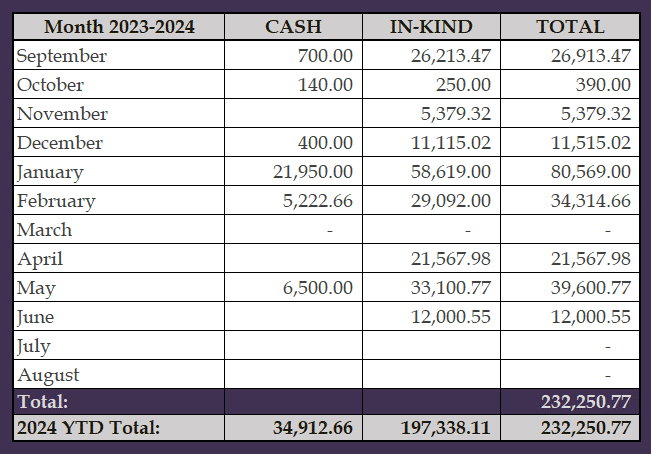 Month 2023-2024 CASH IN-KIND TOTAL
September 700.00 26,213.47 26,913.47
October 140.00 250.00 390.00
November 5,379.32 5,379.32
December 400.00 11,115.02 11,515.02
January 21,950.00 58,619.00 80,569.00
February 5,222.66 29,092.00 34,314.66
March - - -
April 21,567.98 21,567.98
May 6,500.00 33,100.77 39,600.77
June 12,000.55 12,000.55
July -
August -
Total: 232,250.77
2024 YTD Total: 34,912.66 197,338.11 232,250.77